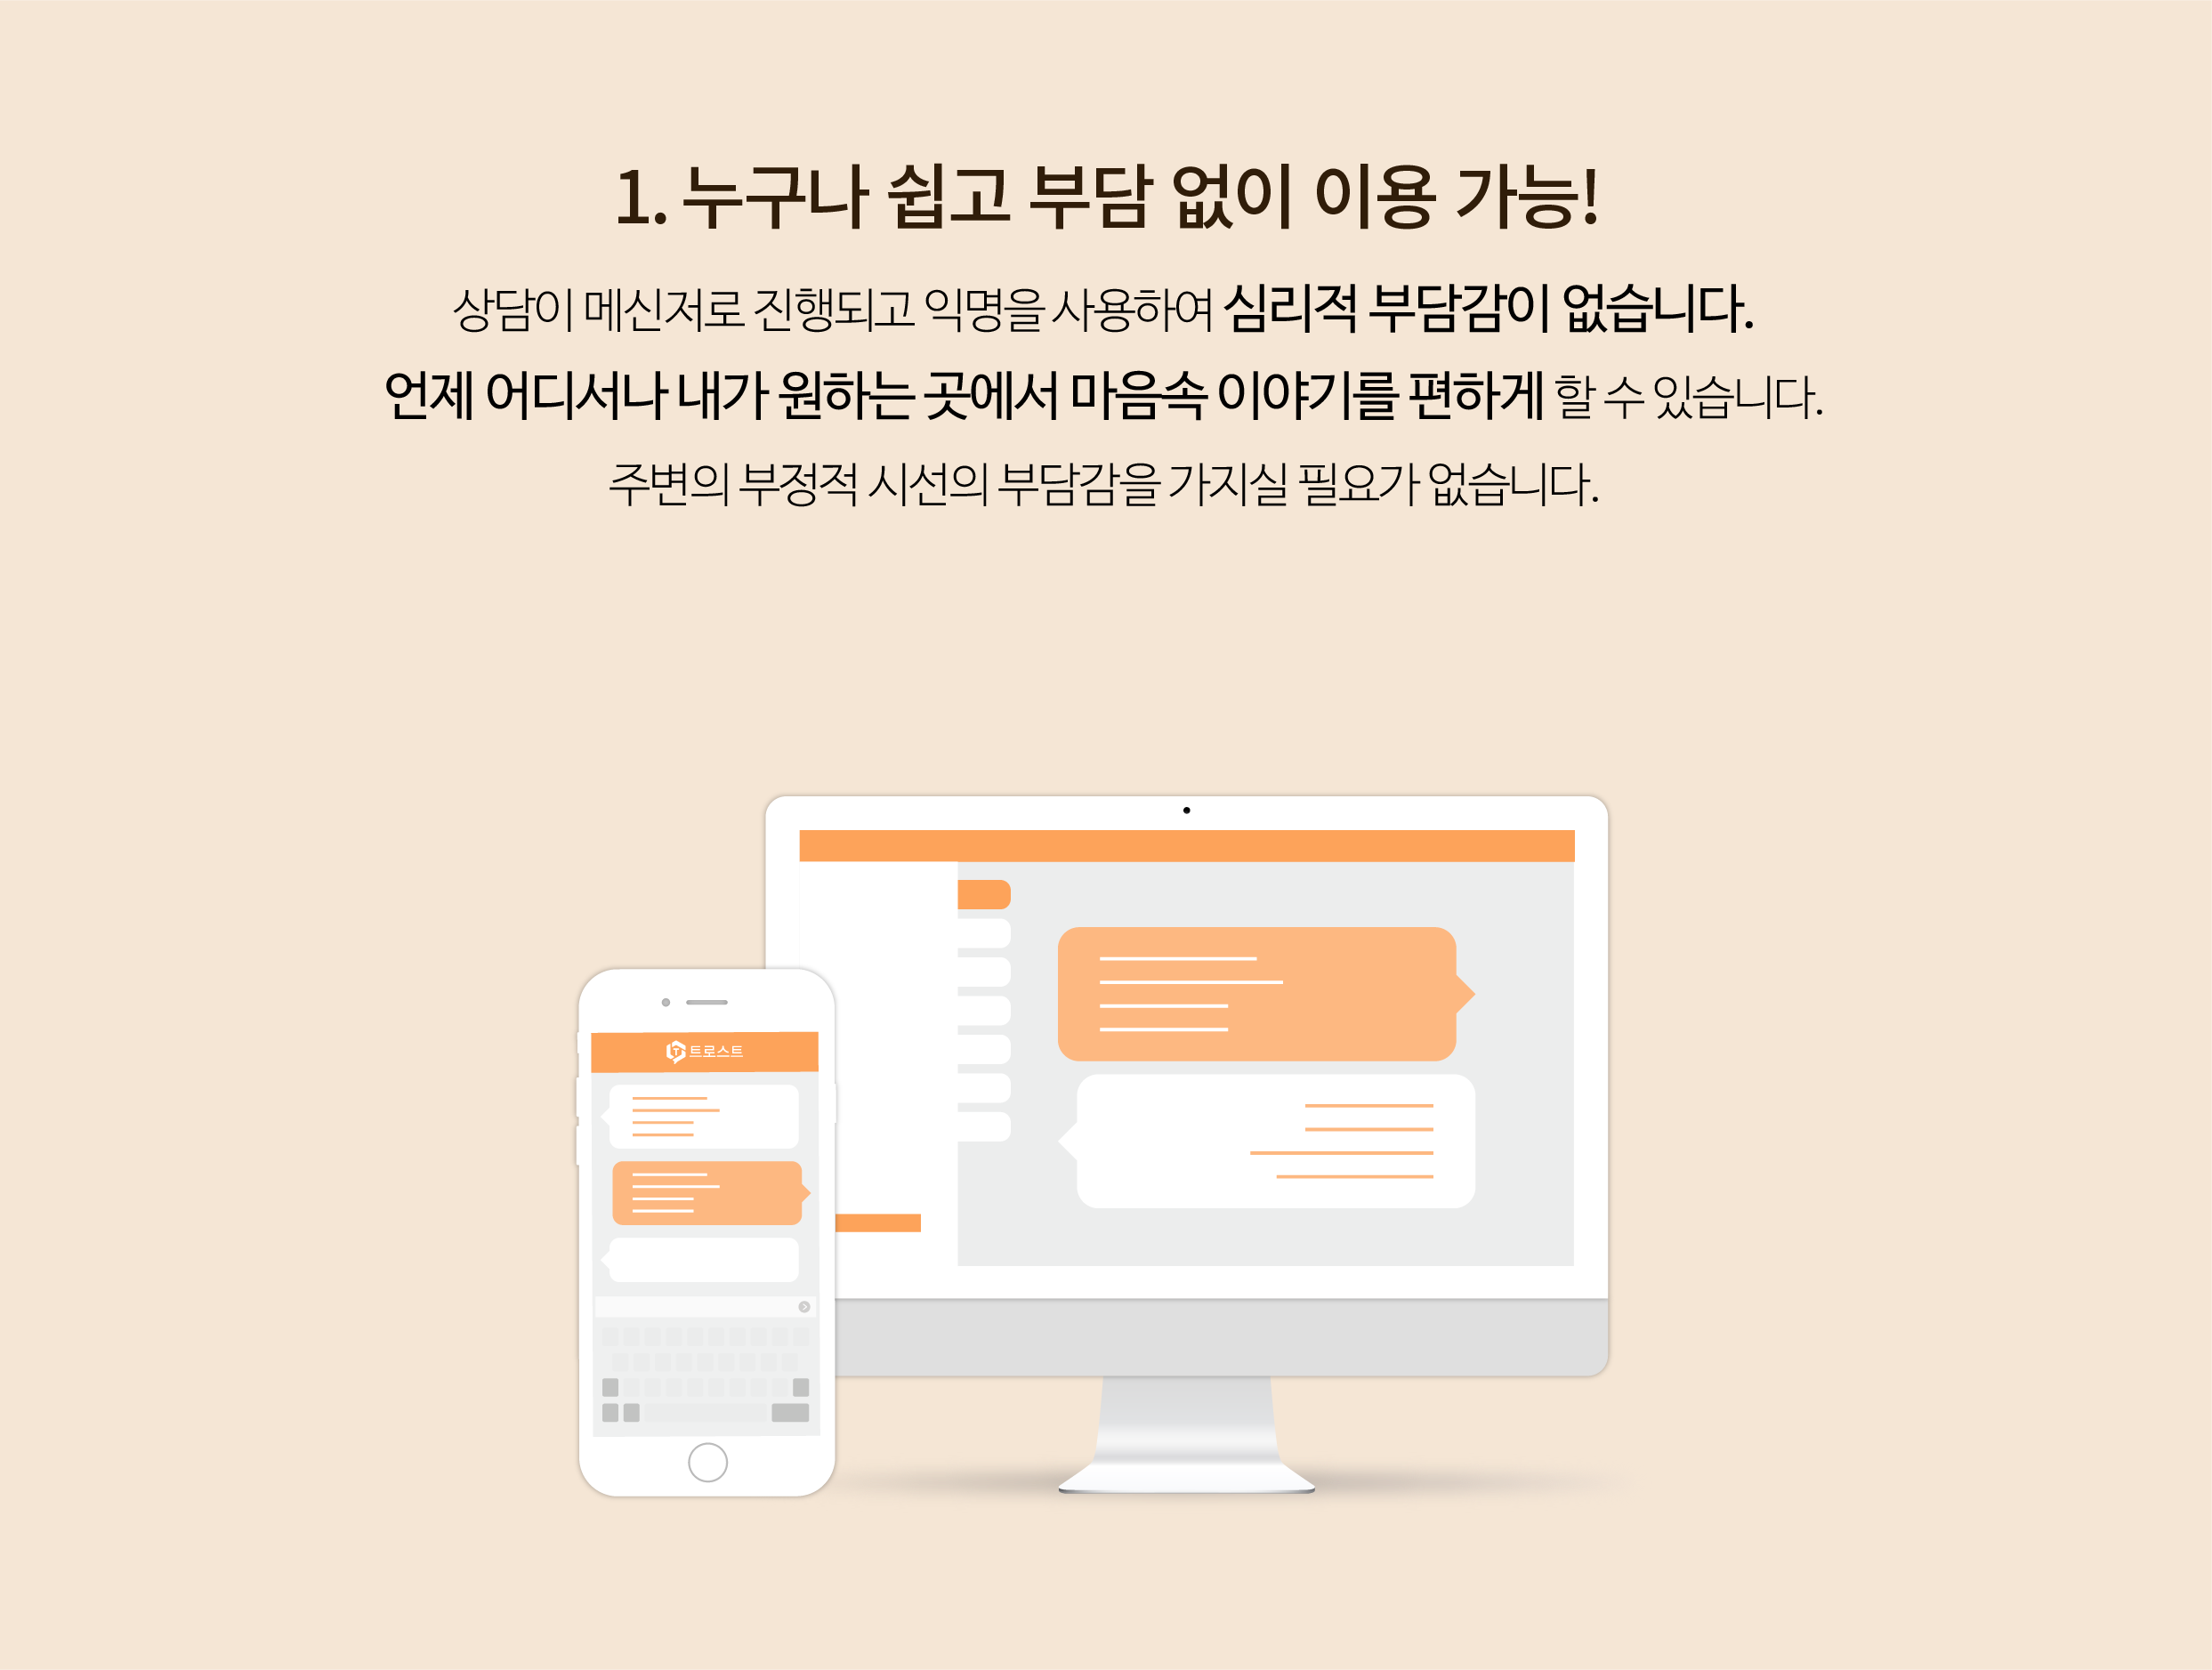 1. 누구나 쉽고 부담 없이 이용 가능!
상담이 메신저로 진행되고 익명을 사용하여 심리적 부담감이 없습니다.
언제 어디서나 내가 원하는 곳에서 마음속 이야기를 편하게 할 수 있습니다.
주변의 부정적 시선의 부담감을 가지실 필요가 없습니다.
트로스트